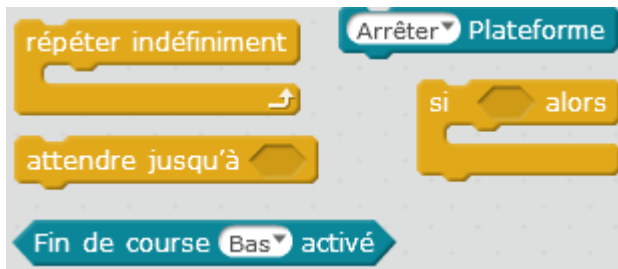 répéter indéfiniment
Arrêter Plateforme
si alors
attendre jusqu'à
Fin de course Bas activé